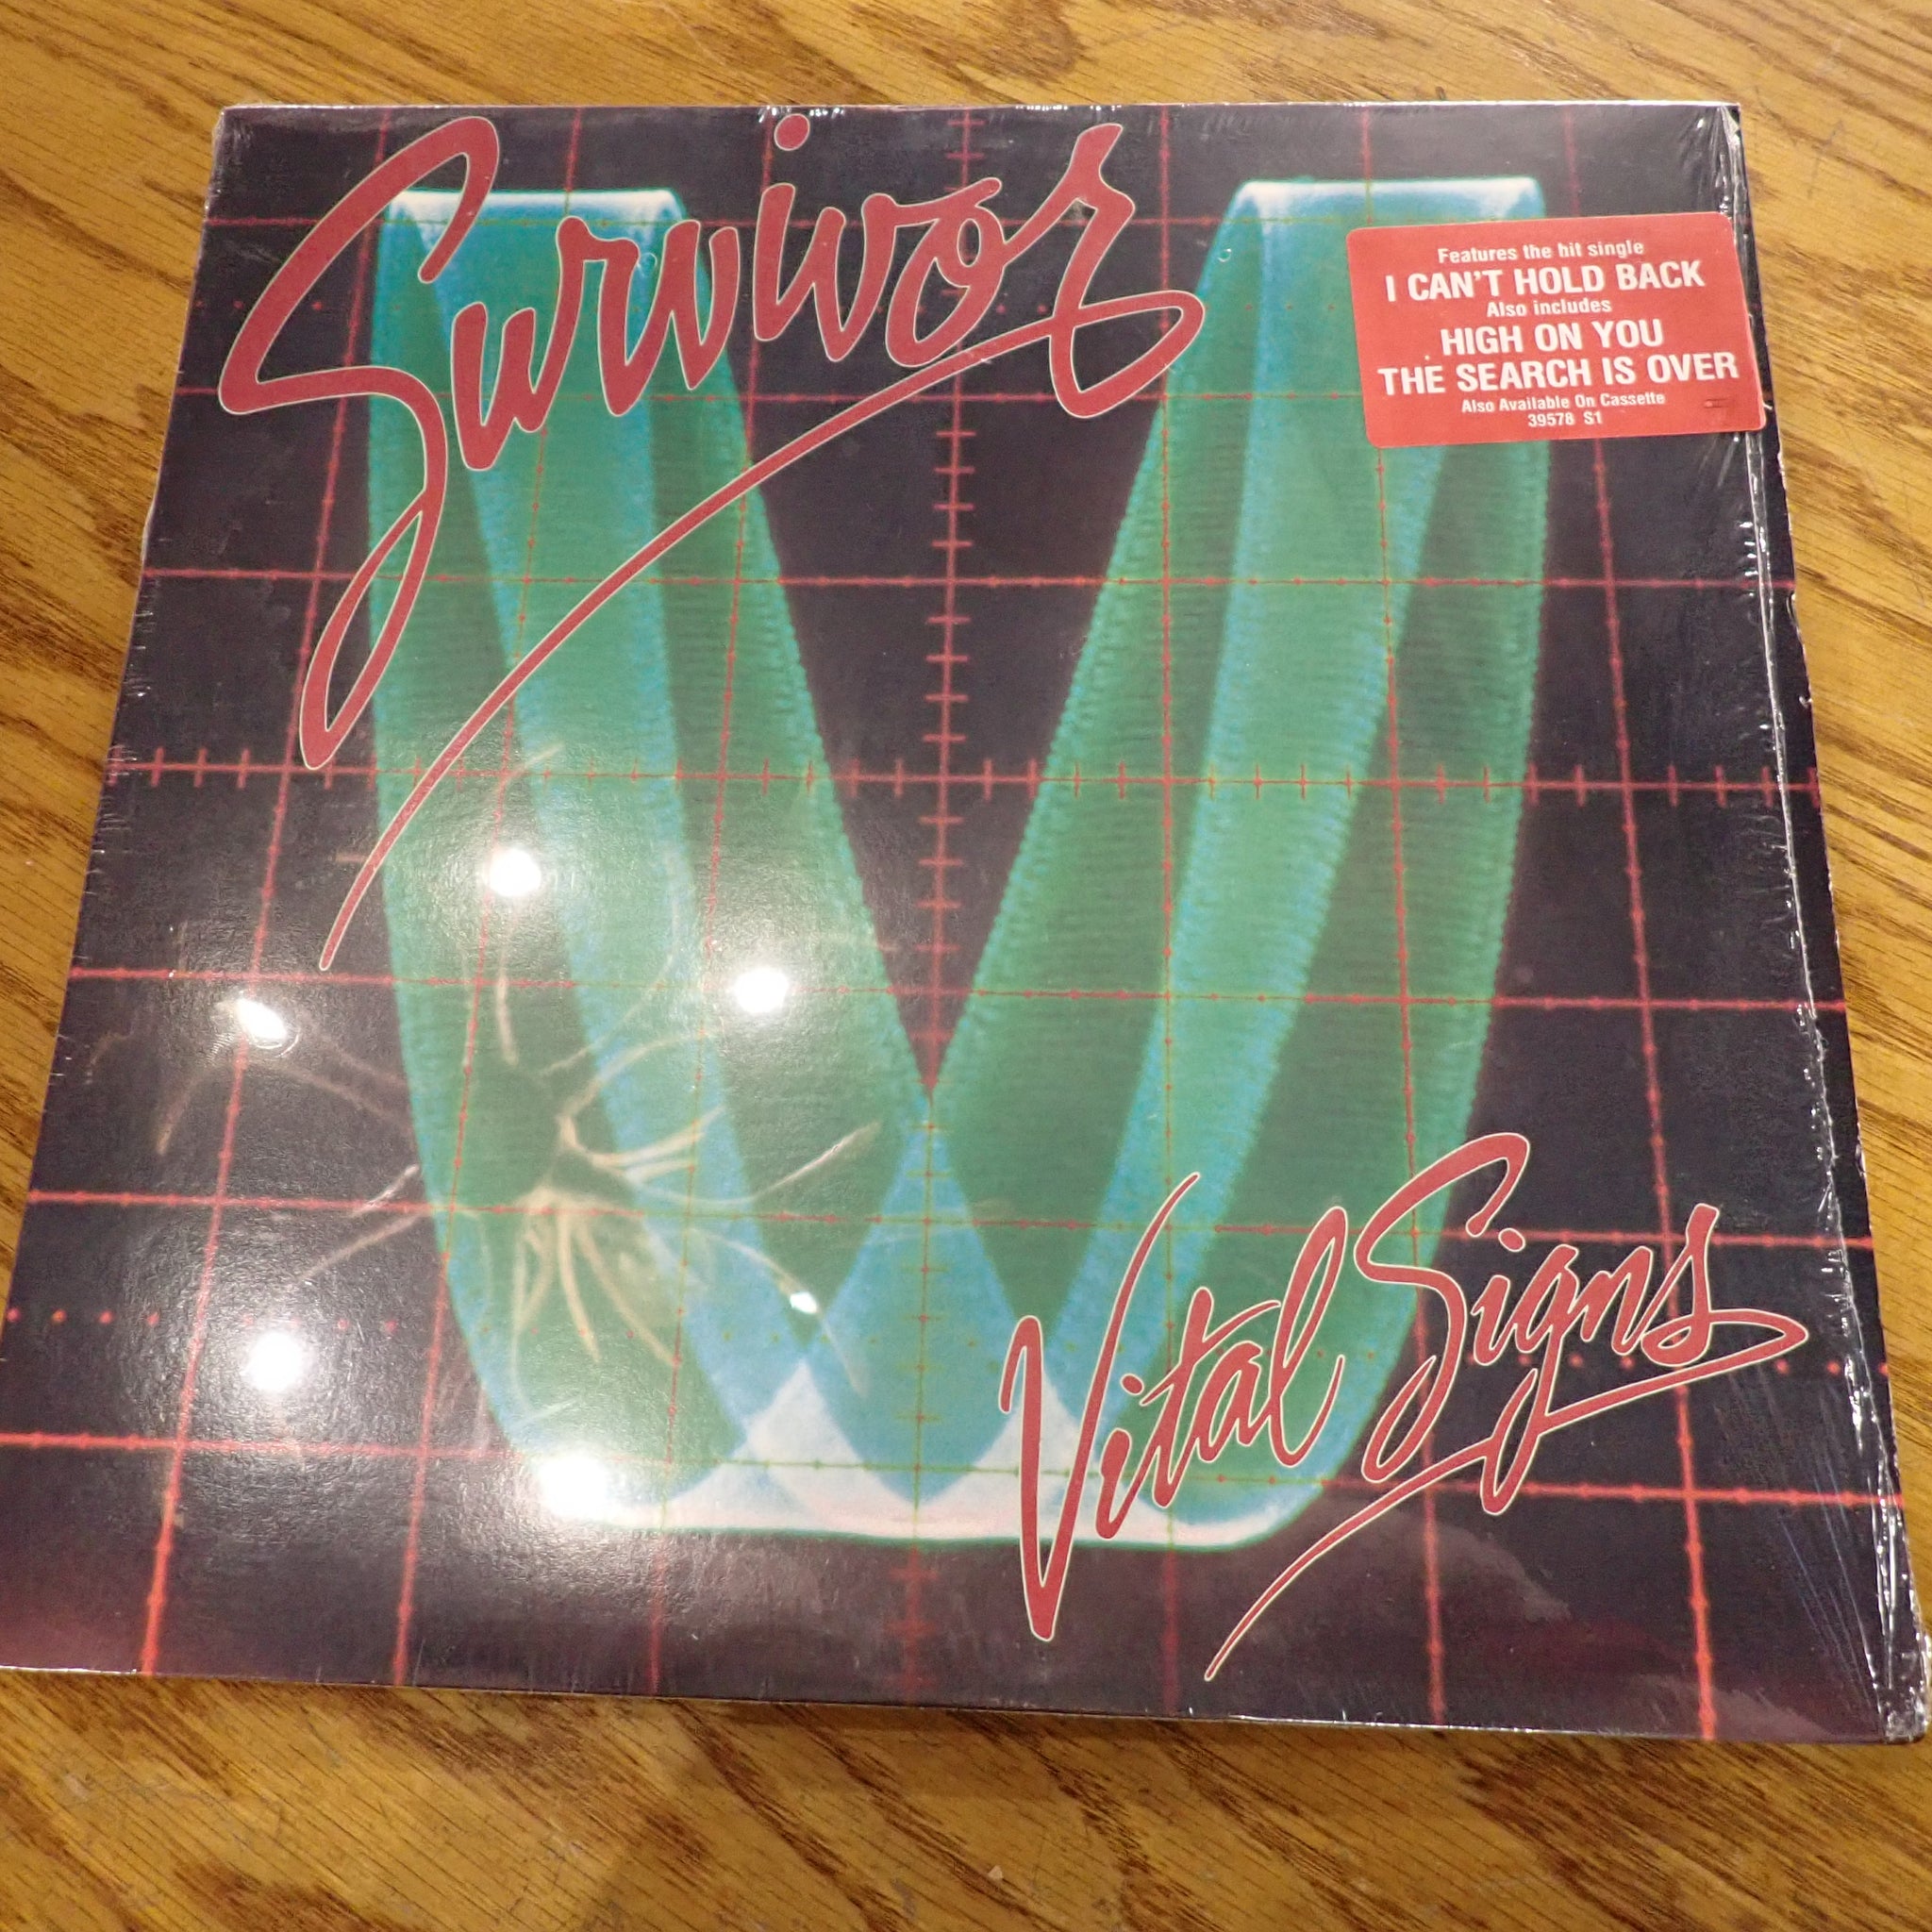 Survivor
Features the hit single
I CAN'T HOLD BACK
Also includes
HIGH ON YOU
THE SEARCH IS OVER
Also Available On Cassette
39578 S1
Vital Signs